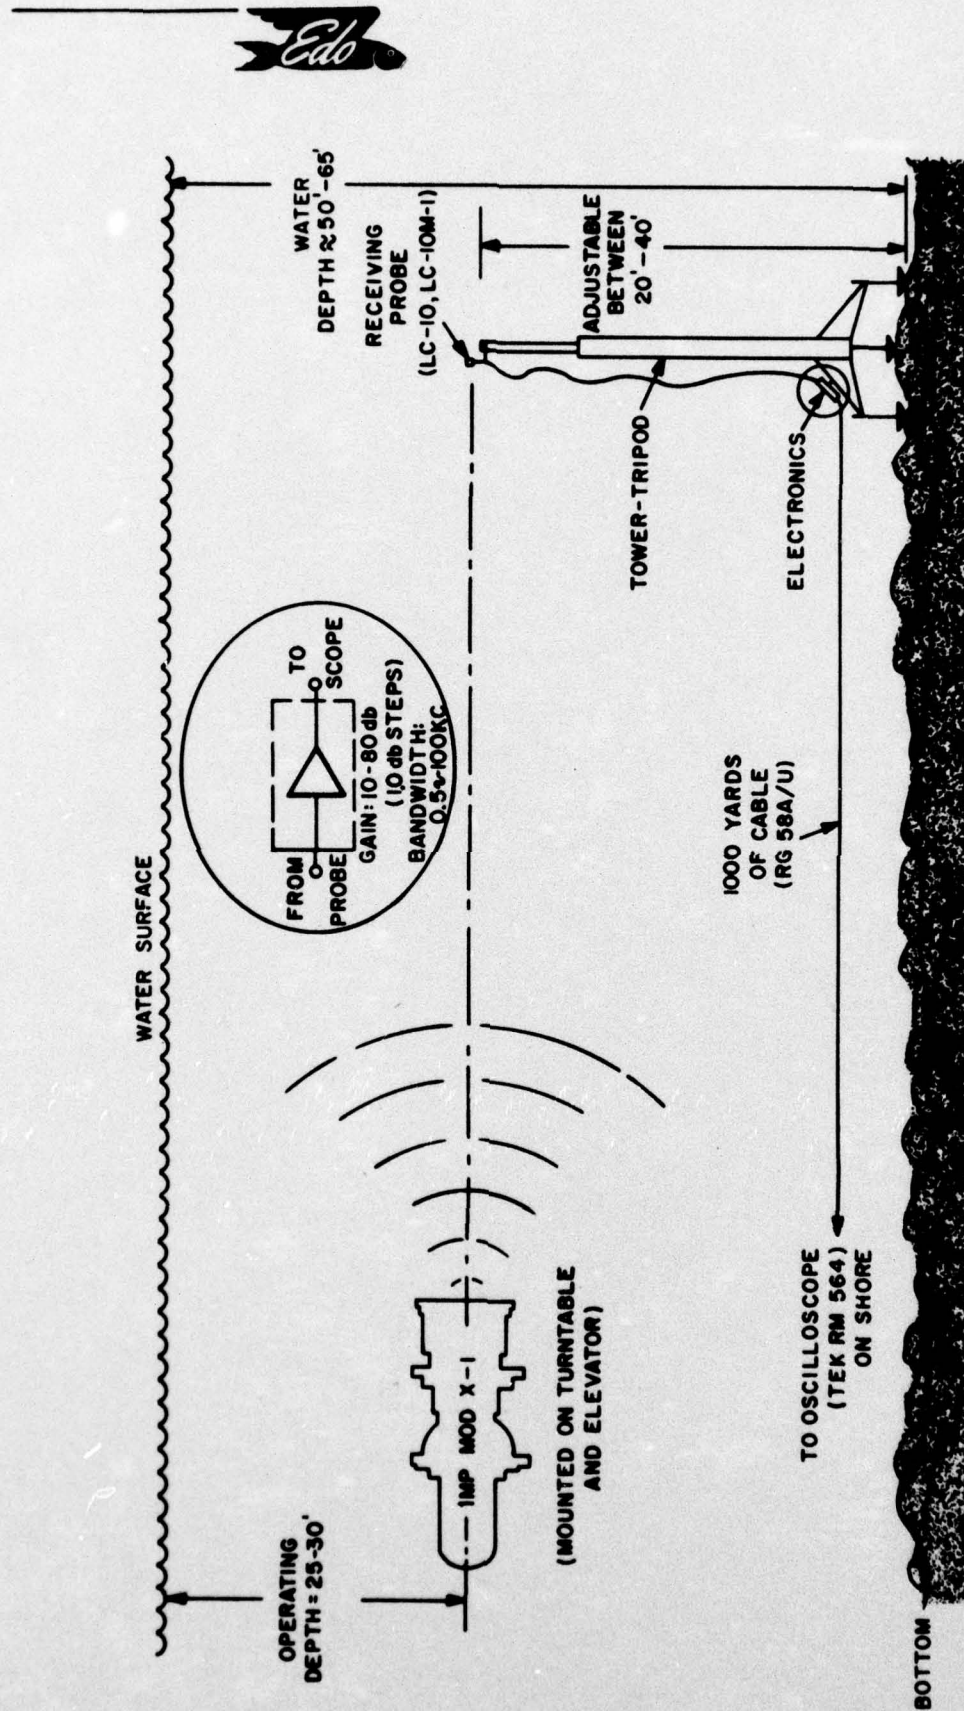 Edo
WATER SURFACE
OPERATING
DEPTH = 25-30'
IMP MOD X-1
(MOUNTED ON TURNTABLE
AND ELEVATOR)
FROM
PROBE
TO
SCOPE
GAIN: 10-80 db
(10 db STEPS)
BANDWIDTH:
0.5~100KC
WATER
DEPTH ≈ 50'-65'
RECEIVING
PROBE
(LC-10, LC-10M-1)
ADJUSTABLE
BETWEEN
20'-40'
TOWER-TRIPOD
ELECTRONICS
1000 YARDS
OF CABLE
(RG 58A/U)
TO OSCILLOSCOPE
(TEK RM 564)
ON SHORE
BOTTOM